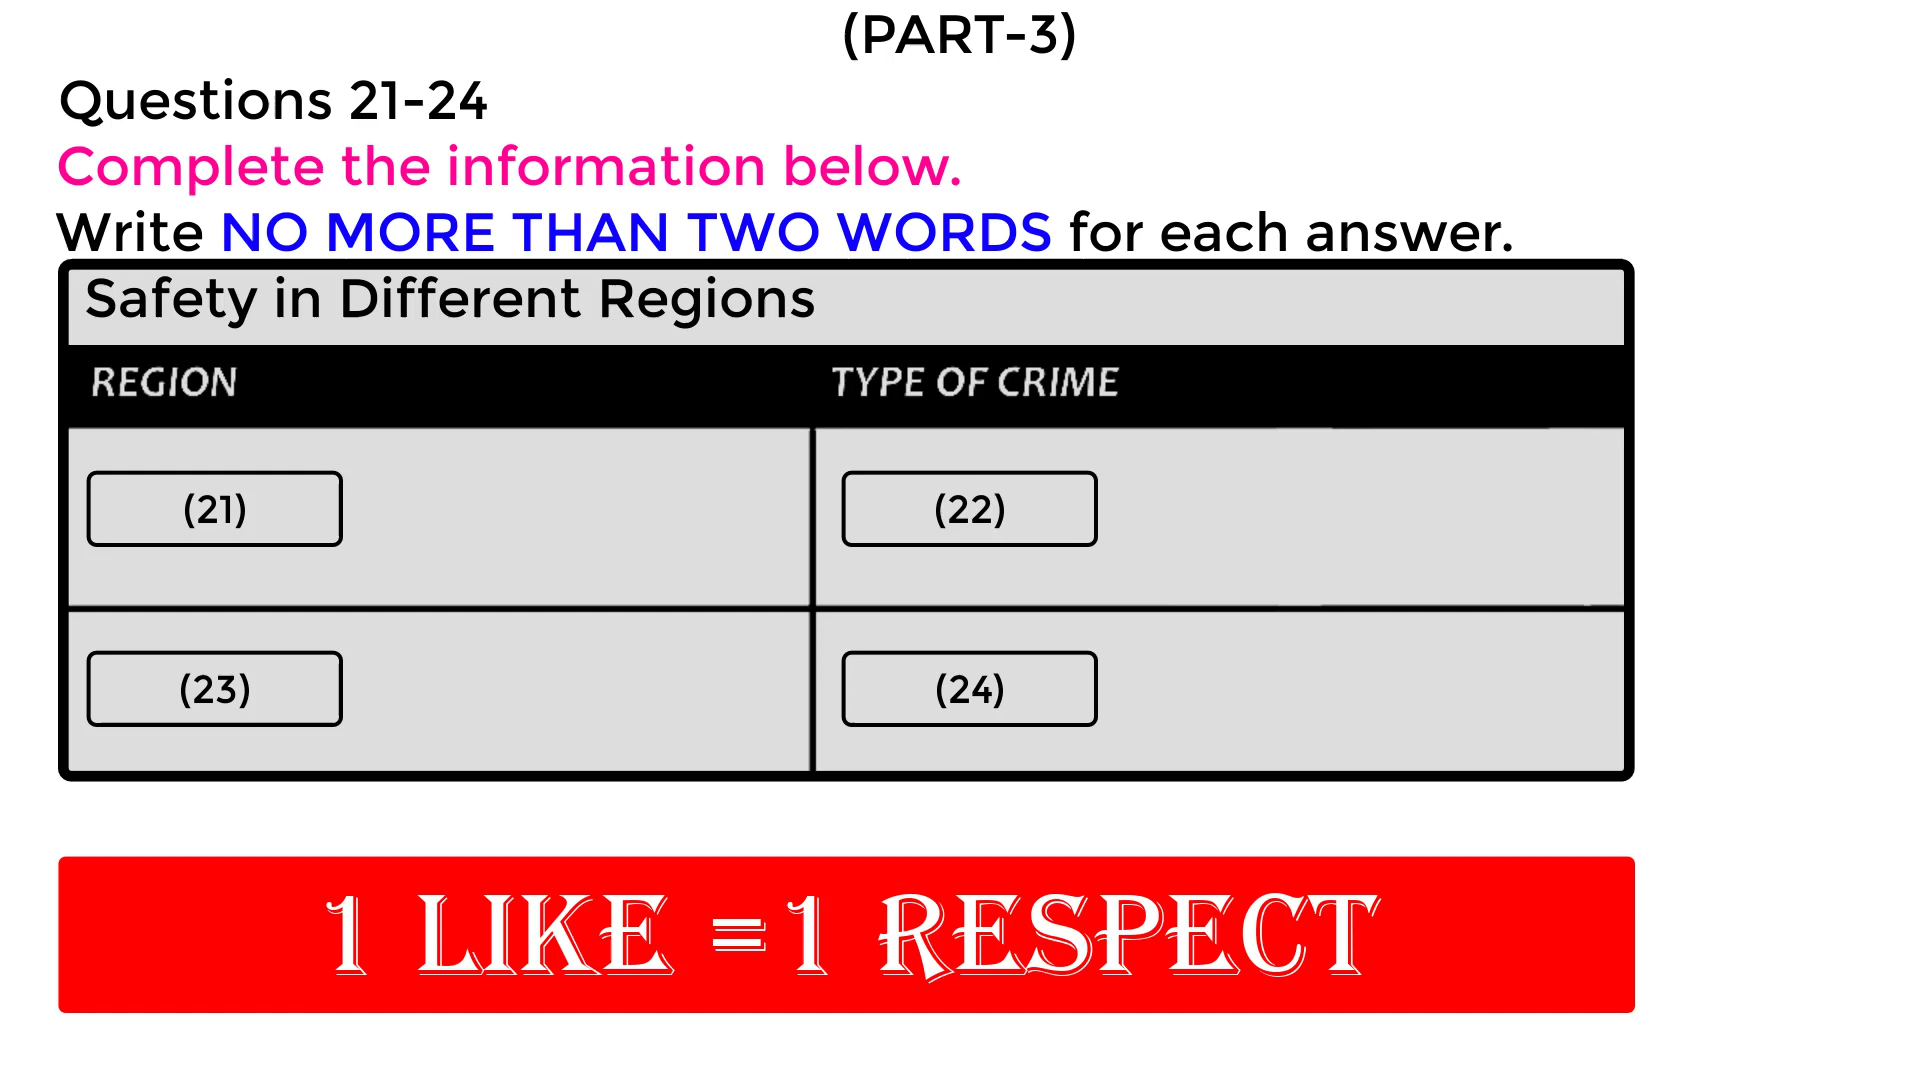 (PART-3)
Questions 21-24
Complete the information below.
Write NO MORE THAN TWO WORDS for each answer.
Safety in Different Regions
REGION TYPE OF CRIME
(21) (22)
(23) (24)
1 LIKE =1 RESPECT